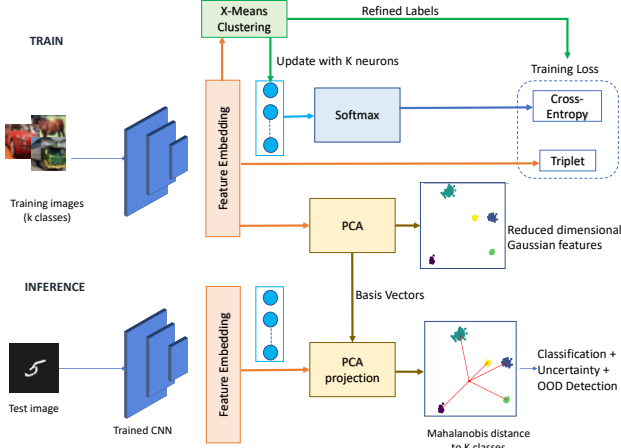 X-Means
Clustering
Refined Labels
TRAIN
Update with K neurons
Training Loss
Feature Embedding
Softmax
Cross-
Entropy
Triplet
Training images
(k classes)
PCA
Reduced dimensional
Gaussian features
INFERENCE
Basis Vectors
Feature Embedding
5
PCA
projection
Classification +
Uncertainty +
OOD Detection
Test image
Trained CNN
Mahalanobis distance
to K classes